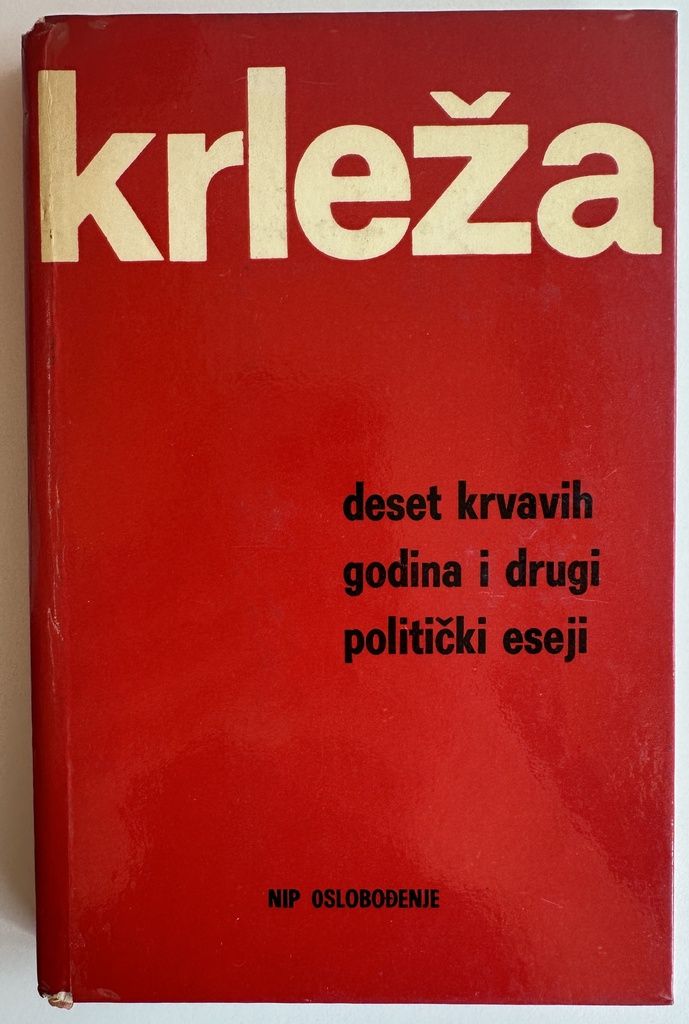 krleža
deset krvavih
godina i drugi
politički eseji
NIP OSLOBOĐENJE